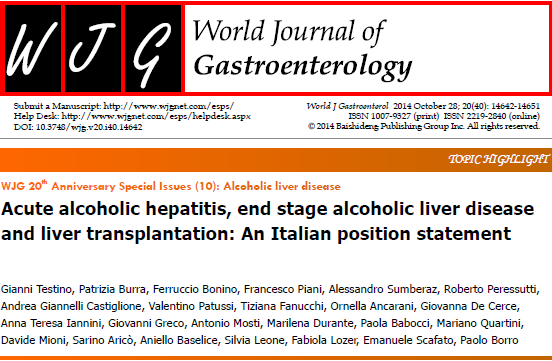 WJG
World Journal of
Gastroenterology
Submit a Manuscript: http://www.wjgnet.com/esps/
Help Desk: http://www.wjgnet.com/esps/helpdesk.aspx
DOI: 10.3748/wjg.v20.i40.14642
World J Gastroenterol 2014 October 28; 20(40): 14642-14651
ISSN 1007-9327 (print) ISSN 2219-2840 (online)
© 2014 Baishideng Publishing Group Inc. All rights reserved.
TOPIC HIGHLIGHT
WJG 20th Anniversary Special Issues (10): Alcoholic liver disease
Acute alcoholic hepatitis, end stage alcoholic liver disease
and liver transplantation: An Italian position statement
Gianni Testino, Patrizia Burra, Ferruccio Bonino, Francesco Piani, Alessandro Sumberaz, Roberto Peressutti,
Andrea Giannelli Castiglione, Valentino Patussi, Tiziana Fanucchi, Ornella Ancarani, Giovanna De Cerce,
Anna Teresa Iannini, Giovanni Greco, Antonio Mosti, Marilena Durante, Paola Babocci, Mariano Quartini,
Davide Mioni, Sarino Aricò, Aniello Baselice, Silvia Leone, Fabiola Lozer, Emanuele Scafato, Paolo Borro